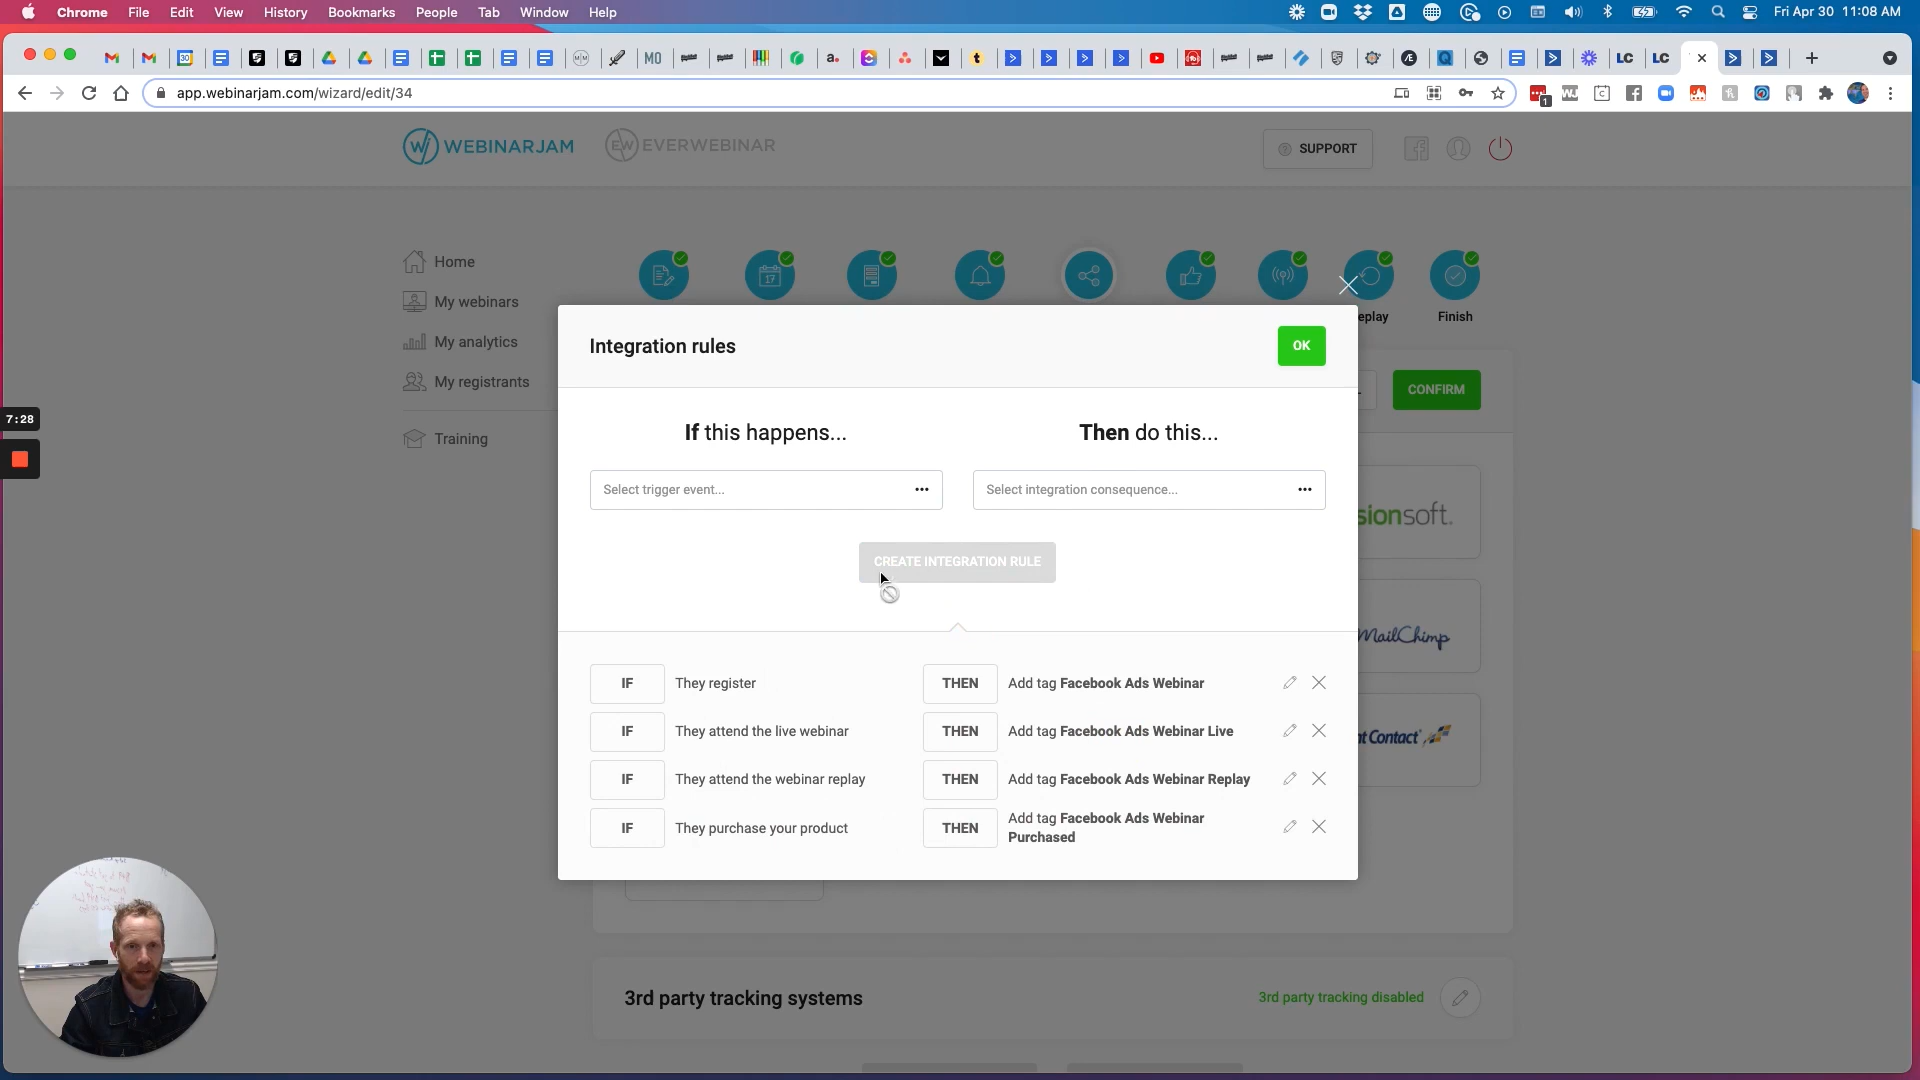 Chrome File Edit View History Bookmarks People Tab Window Help
Fri Apr 30 11:08 AM
app.webinarjam.com/wizard/edit/34
WEBINARJAM
EVERWEBINAR
SUPPORT
Home
My webinars
My analytics
My registrants
Training
7:28
eplay
Finish
Integration rules
OK
CONFIRM
If this happens...
Then do this...
Select trigger event...
Select integration consequence...
CREATE INTEGRATION RULE
sionsoft.
MailChimp
nt Contact
IF They register THEN Add tag Facebook Ads Webinar
IF They attend the live webinar THEN Add tag Facebook Ads Webinar Live
IF They attend the webinar replay THEN Add tag Facebook Ads Webinar Replay
IF They purchase your product THEN Add tag Facebook Ads Webinar
Purchased
3rd party tracking systems
3rd party tracking disabled